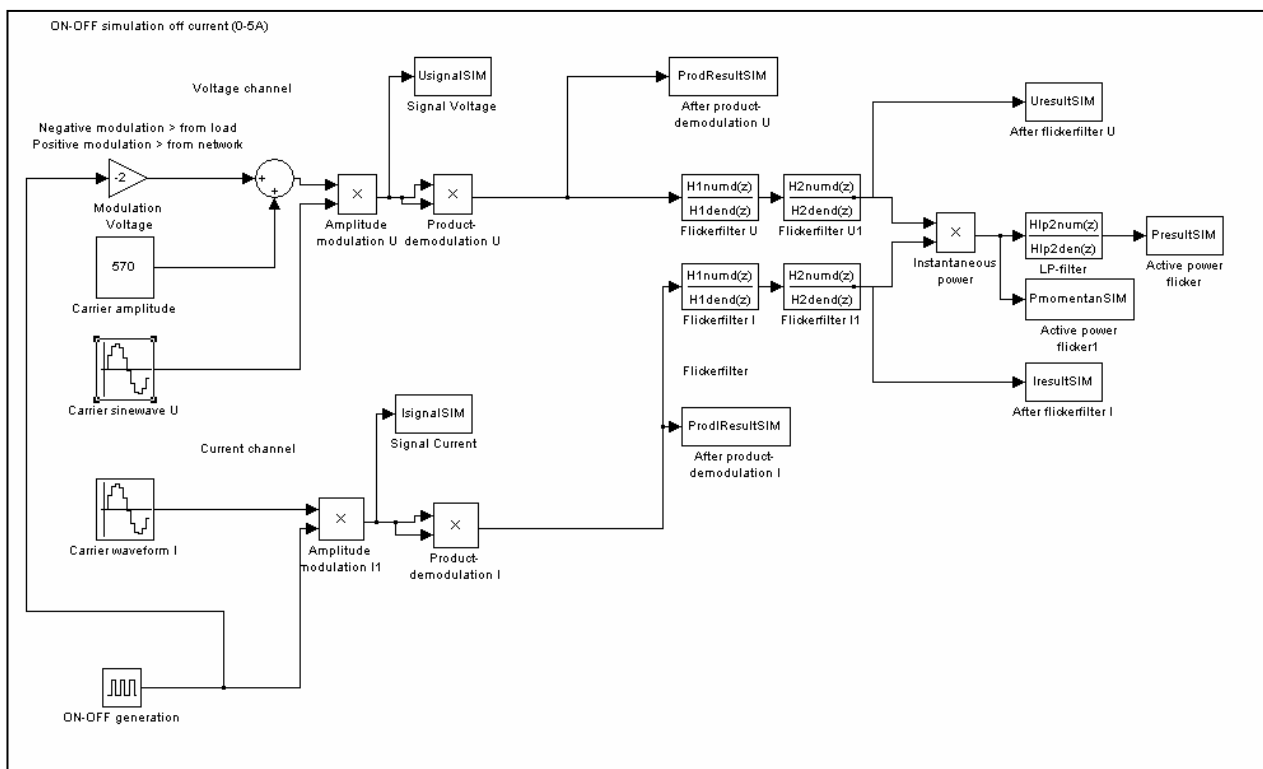 ON-OFF simulation off current (0-5A)
Voltage channel
UsignalSIM
Signal Voltage
ProdResultSIM
After product-
demodulation U
UresultSIM
After flickerfilter U
Negative modulation > from load
Positive modulation > from network
-2
Modulation
Voltage
+
+
×
Amplitude
modulation U
×
Product-
demodulation U
H1numd(z)
H1dend(z)
Flickerfilter U
H2numd(z)
H2dend(z)
Flickerfilter U1
×
Instantaneous
power
Hlp2num(z)
Hlp2den(z)
LP-filter
PresultSIM
Active power
flicker
570
Carrier amplitude
H1numd(z)
H1dend(z)
Flickerfilter I
H2numd(z)
H2dend(z)
Flickerfilter I1
PmomentanSIM
Active power
flicker1
Carrier sinewave U
Flickerfilter
IresultSIM
After flickerfilter I
Current channel
IsignalSIM
Signal Current
ProdIResultSIM
After product-
demodulation I
Carrier waveform I
×
Amplitude
modulation I1
×
Product-
demodulation I
ON-OFF generation